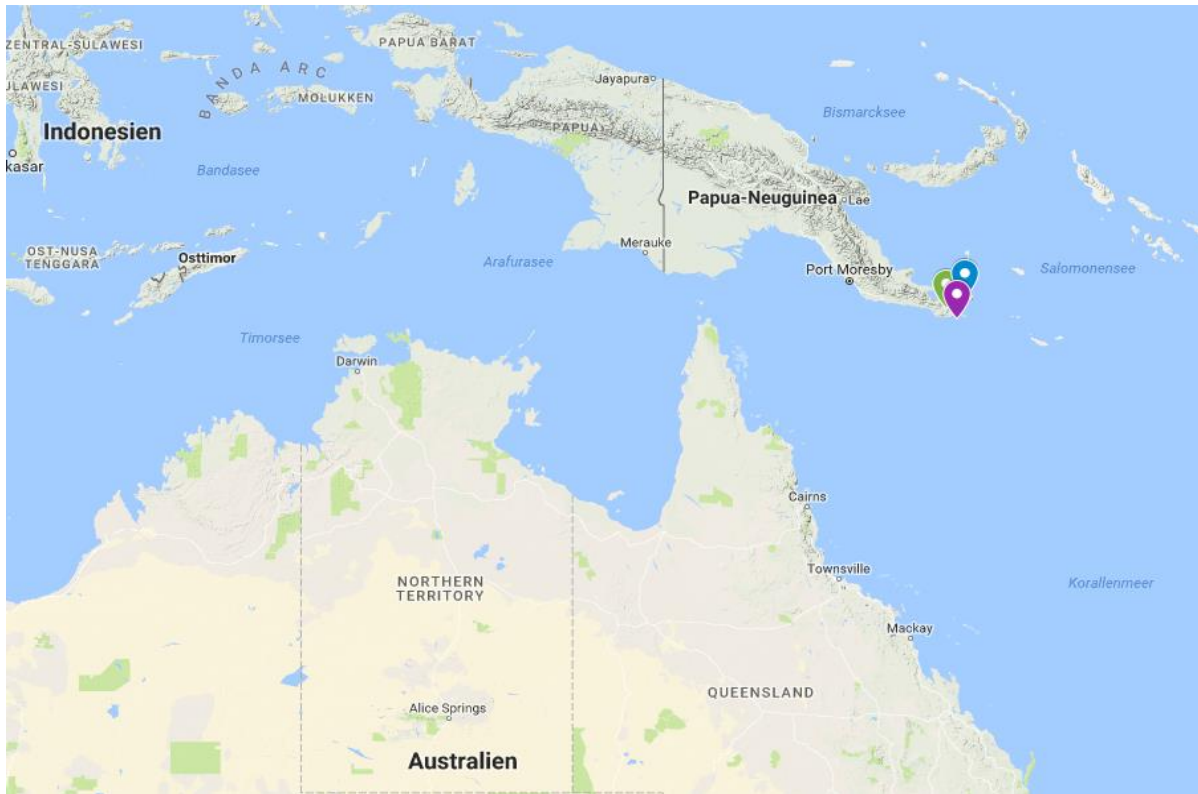 ZENTRAL-SULAWESI
PAPUA BARAT
BANDA ARC
Jayapura
ULAWESI
MOLUKKEN
Bismarcksee
Indonesien
PAPUA
kasar
Bandasee
Papua-Neuguinea
Lae
Merauke
OST-NUSA
TENGGARA
Osttimor
Arafurasee
Port Moresby
Salomonensee
Timorsee
Darwin
Cairns
Townsville
NORTHERN
TERRITORY
Korallenmeer
Mackay
QUEENSLAND
Alice Springs
Australien